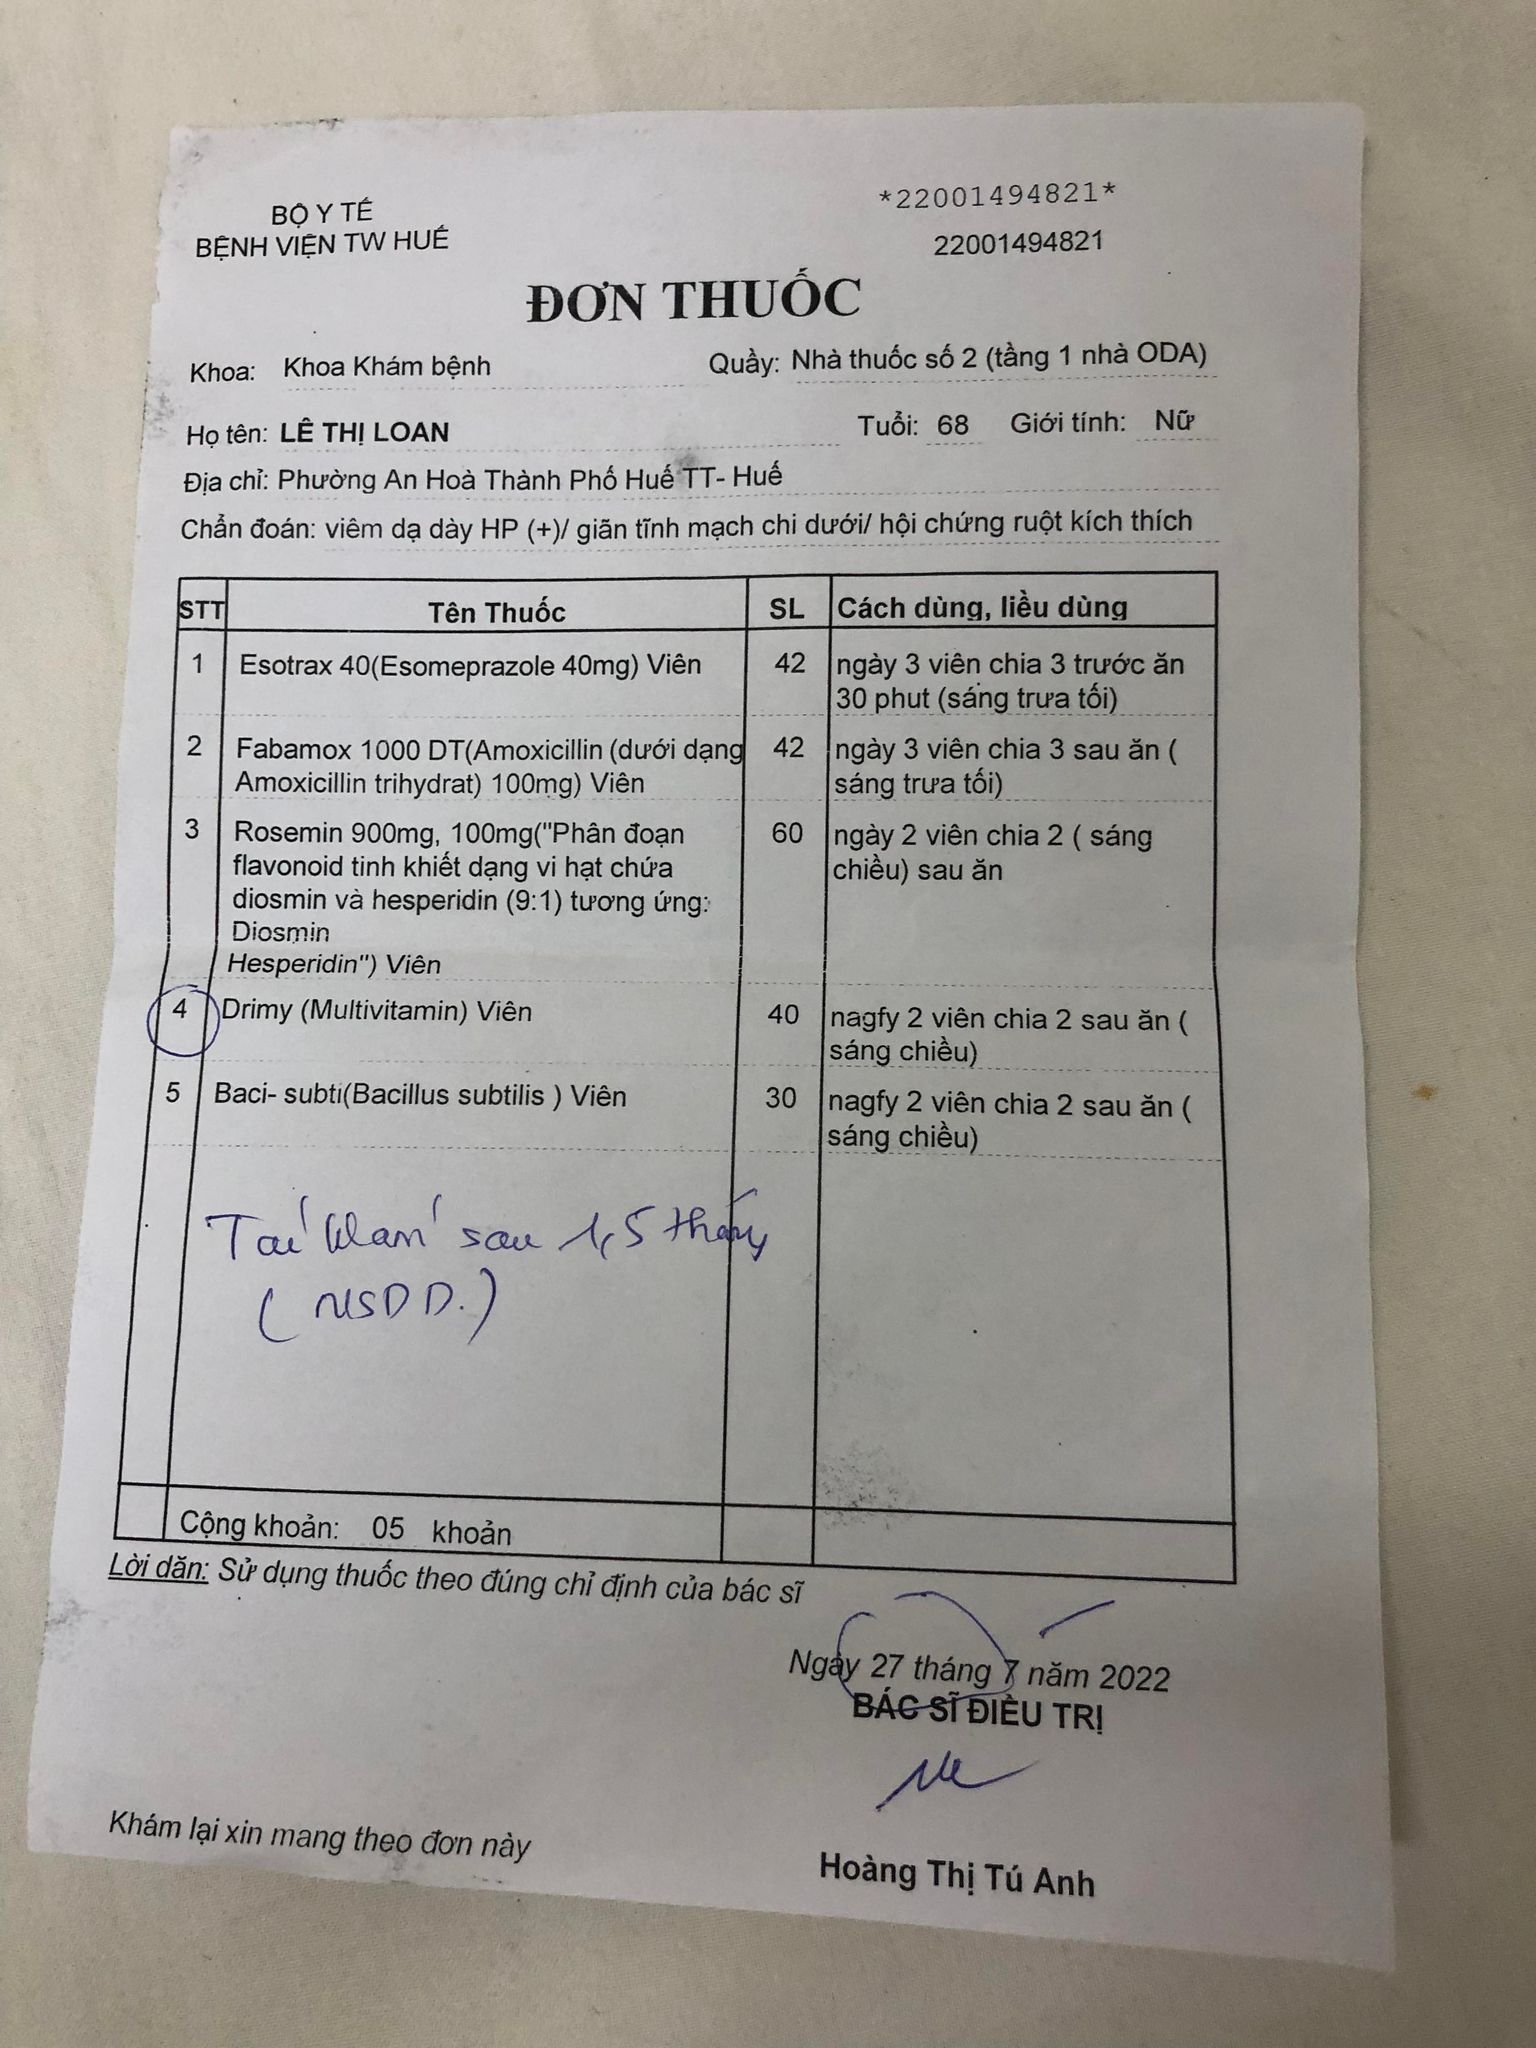 BỘ Y TẾ
BỆNH VIỆN TW HUẾ
*22001494821*
22001494821
ĐƠN THUỐC
Khoa: Khoa Khám bệnh Quầy: Nhà thuốc số 2 (tầng 1 nhà ODA)
Họ tên: LÊ THỊ LOAN Tuổi: 68 Giới tính: Nữ
Địa chỉ: Phường An Hoà Thành Phố Huế TT- Huế
Chẩn đoán: viêm dạ dày HP (+)/ giãn tĩnh mạch chi dưới/ hội chứng ruột kích thích
STT Tên Thuốc SL Cách dùng, liều dùng
1 Esotrax 40(Esomeprazole 40mg) Viên 42 ngày 3 viên chia 3 trước ăn
30 phut (sáng trưa tối)
2 Fabamox 1000 DT(Amoxicillin (dưới dạng 42 ngày 3 viên chia 3 sau ăn (
Amoxicillin trihydrat) 100mg) Viên sáng trưa tối)
3 Rosemin 900mg, 100mg("Phân đoạn 60 ngày 2 viên chia 2 ( sáng
flavonoid tinh khiết dạng vi hạt chứa chiều) sau ăn
diosmin và hesperidin (9:1) tương ứng:
Diosmin
Hesperidin") Viên
4 Drimy (Multivitamin) Viên 40 nagfy 2 viên chia 2 sau ăn (
sáng chiều)
5 Baci- subti(Bacillus subtilis ) Viên 30 nagfy 2 viên chia 2 sau ăn (
sáng chiều)
Tái khám sau 1,5 tháng
(NSDD.)
Cộng khoản: 05 khoản
Lời dặn: Sử dụng thuốc theo đúng chỉ định của bác sĩ
Ngày 27 tháng 7 năm 2022
BÁC SĨ ĐIỀU TRỊ
Khám lại xin mang theo đơn này
Hoàng Thị Tú Anh